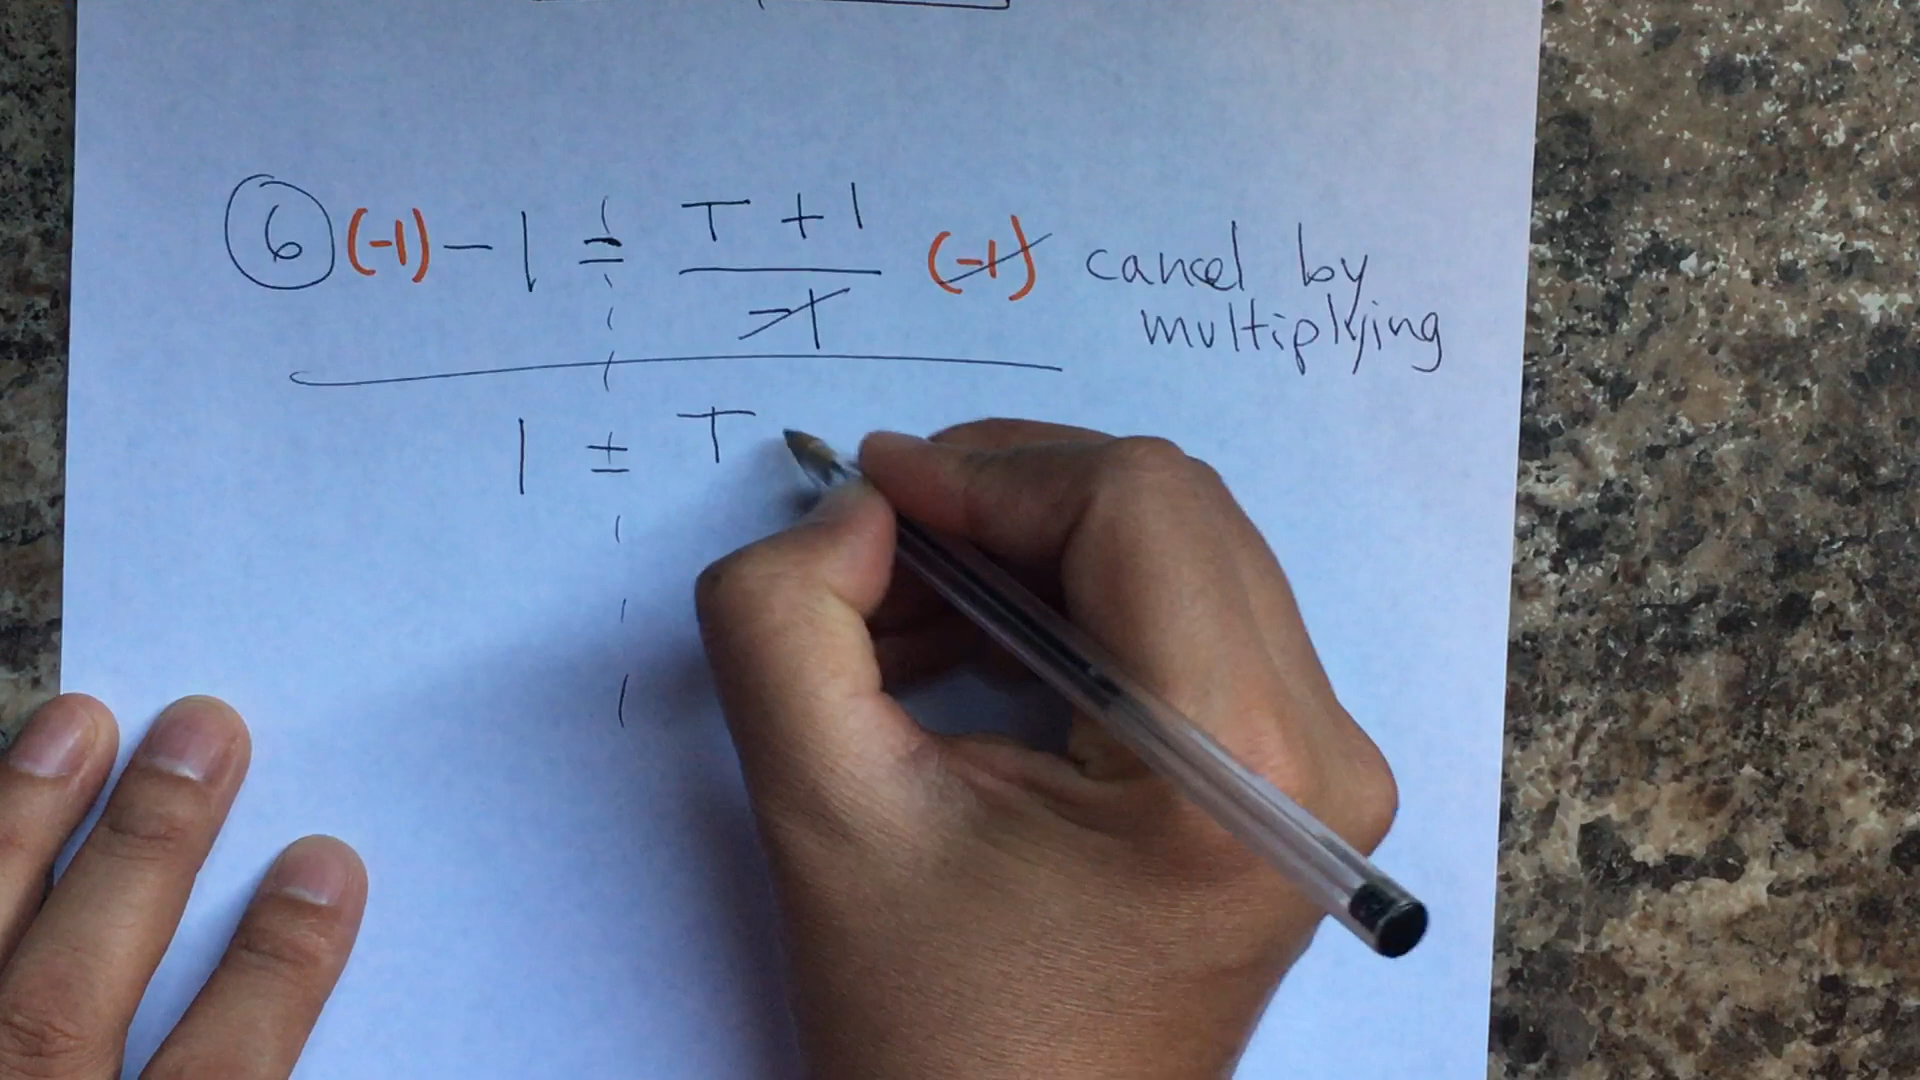 6 (-1) - 1 = T + 1 (-1) cancel by
-1 multiplying
1 = T